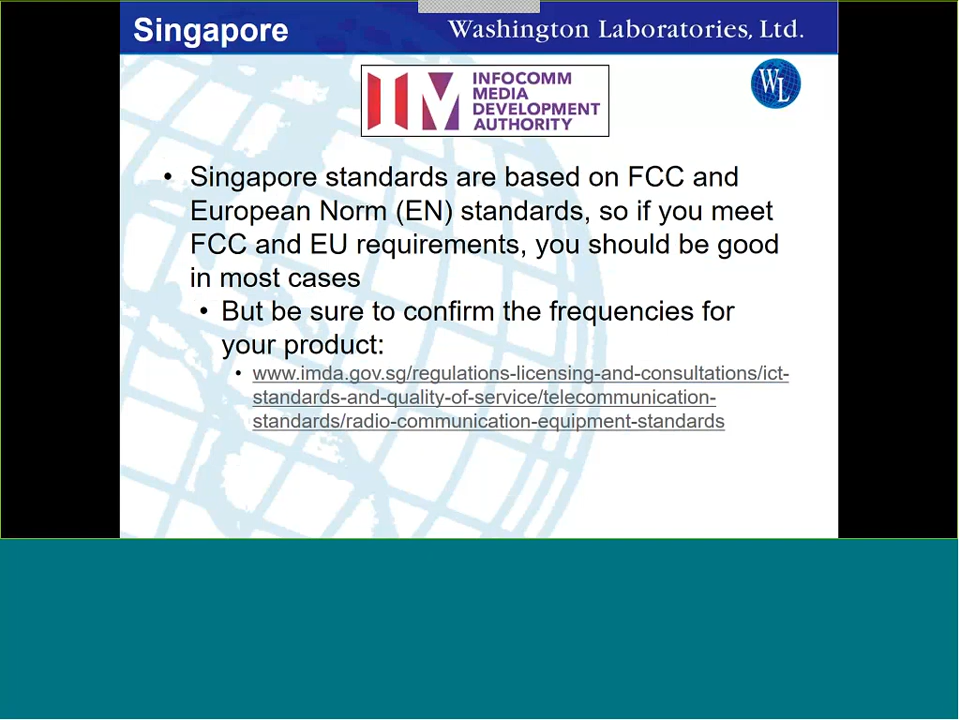 Singapore
Washington Laboratories, Ltd.
INFOCOMM
MEDIA
DEVELOPMENT
AUTHORITY
WL
• Singapore standards are based on FCC and
European Norm (EN) standards, so if you meet
FCC and EU requirements, you should be good
in most cases
• But be sure to confirm the frequencies for
your product:
• www.imda.gov.sg/regulations-licensing-and-consultations/ict-
standards-and-quality-of-service/telecommunication-
standards/radio-communication-equipment-standards